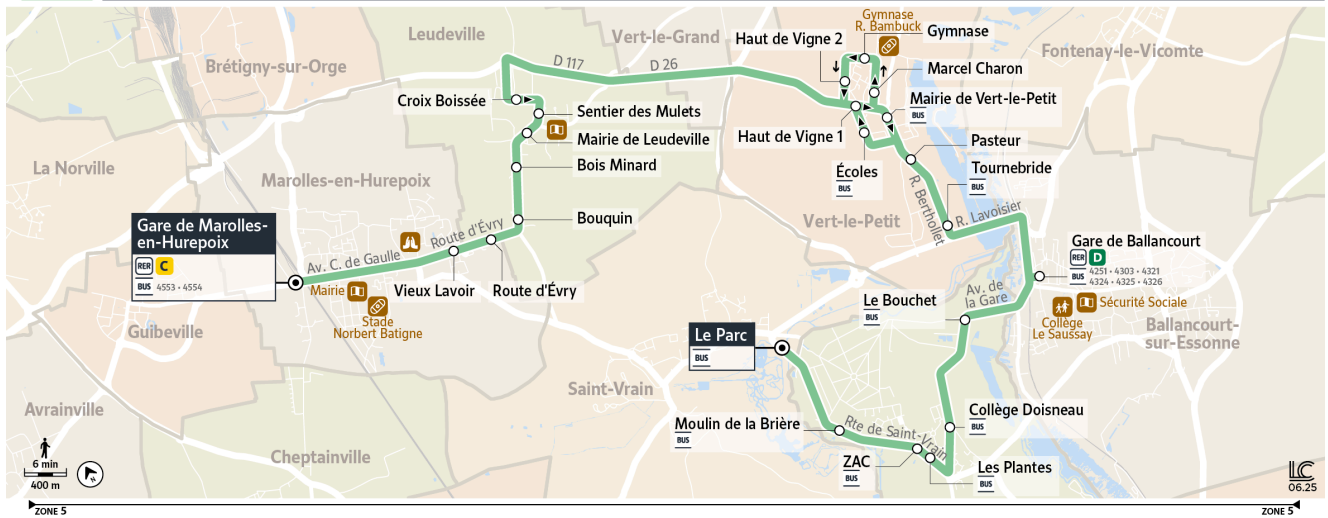 Leudeville
Vert-le-Grand
Gymnase
R. Bambuck
Haut de Vigne 2
Gymnase
Fontenay-le-Vicomte
Brétigny-sur-Orge
D 117
D 26
Marcel Charon
Croix Boissée
Mairie de Vert-le-Petit
BUS
Sentier des Mulets
Haut de Vigne 1
Mairie de Leudeville
Pasteur
La Norville
Bois Minard
Écoles
BUS
Tournebride
BUS
Marolles-en-Hurepoix
R. Berthollet
R. Lavoisier
Vert-le-Petit
Bouquin
Gare de Marolles-
en-Hurepoix
RER C
BUS 4553 • 4554
Route d'Évry
Av. C. de Gaulle
Gare de Ballancourt
RER D
BUS 4251 • 4303 • 4321
4324 • 4325 • 4326
Mairie
Vieux Lavoir
Route d'Évry
Av. de
la Gare
Le Bouchet
BUS
Sécurité Sociale
Stade
Norbert Batigne
Collège
Le Saussay
Guibeville
Le Parc
BUS
Ballancourt-
sur-Essonne
Saint-Vrain
Avrainville
Collège Doisneau
BUS
Moulin de la Brière
BUS
Rte de Saint-Vrain
Cheptainville
ZAC
BUS
Les Plantes
BUS
6 min
400 m
N
LC
06.25
ZONE 5
ZONE 5